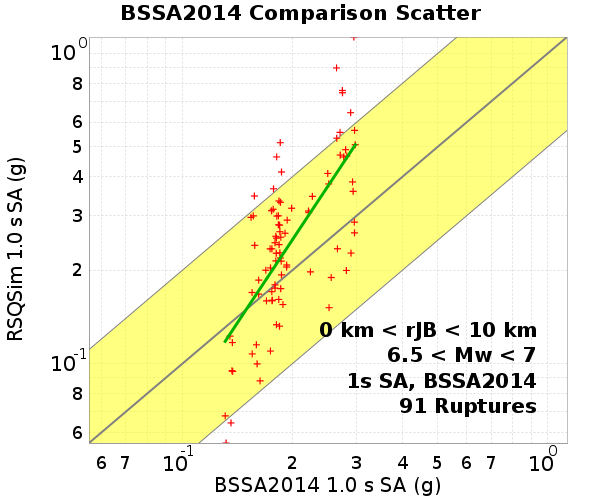 BSSA2014 Comparison Scatter
RSQSim 1.0 s SA (g)
10^0
8
6
5
4
3
2
10^-1
8
6
0 km < rJB < 10 km
6.5 < Mw < 7
1s SA, BSSA2014
91 Ruptures
6 7 10^-1 2 3 4 5 6 7 8 10^0
BSSA2014 1.0 s SA (g)